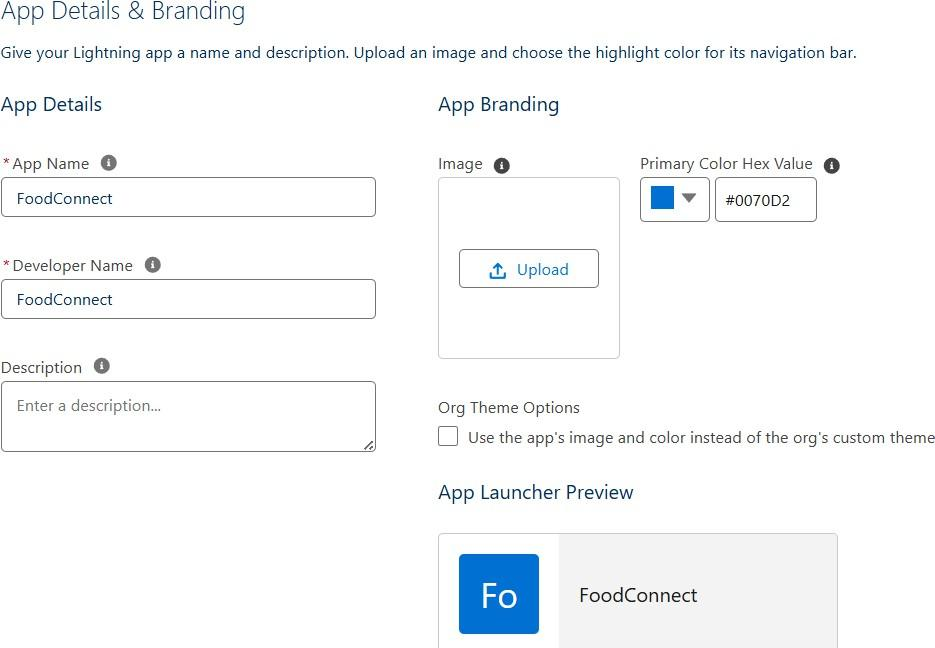 App Details & Branding
Give your Lightning app a name and description. Upload an image and choose the highlight color for its navigation bar.
App Details
App Branding
* App Name
Image
Primary Color Hex Value
FoodConnect
#0070D2
Upload
* Developer Name
FoodConnect
Description
Enter a description...
Org Theme Options
Use the app's image and color instead of the org's custom theme
App Launcher Preview
Fo
FoodConnect